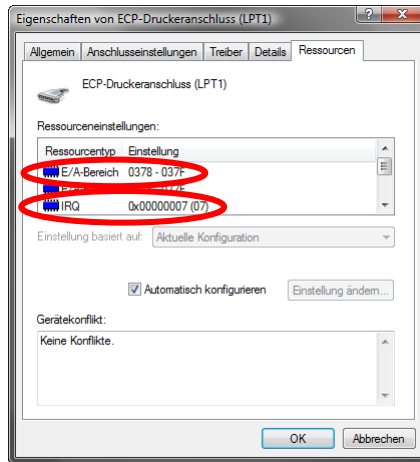 Eigenschaften von ECP-Druckeranschluss (LPT1)
Allgemein Anschlusseinstellungen Treiber Details Ressourcen
ECP-Druckeranschluss (LPT1)
Ressourceneinstellungen:
Ressourcentyp Einstellung
E/A-Bereich 0378 - 037F
IRQ 0x00000007 (07)
Einstellung basiert auf: Aktuelle Konfiguration
Automatisch konfigurieren Einstellung ändern...
Gerätekonflikt:
Keine Konflikte.
OK Abbrechen